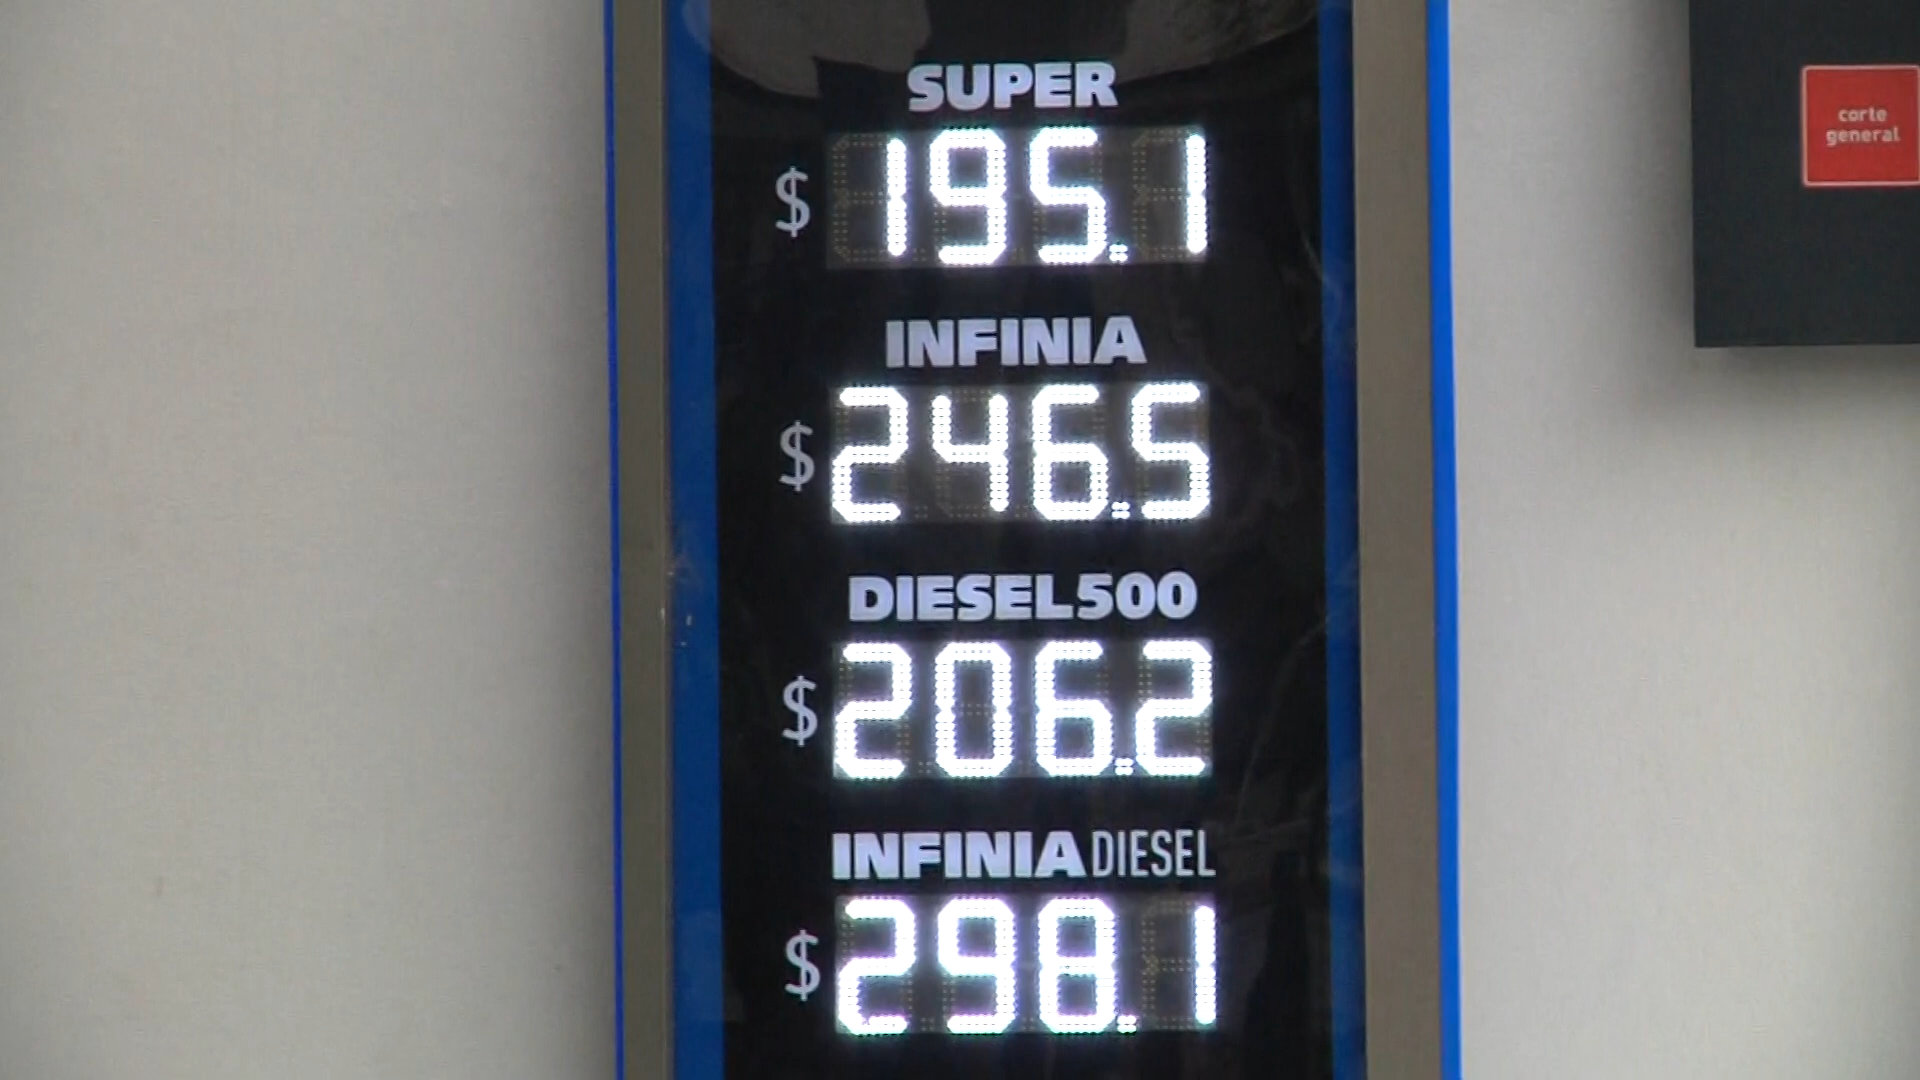 SUPER
$ 195.1
INFINIA
$ 246.5
DIESEL500
$ 206.2
INFINIA DIESEL
$ 298.1
corte
general